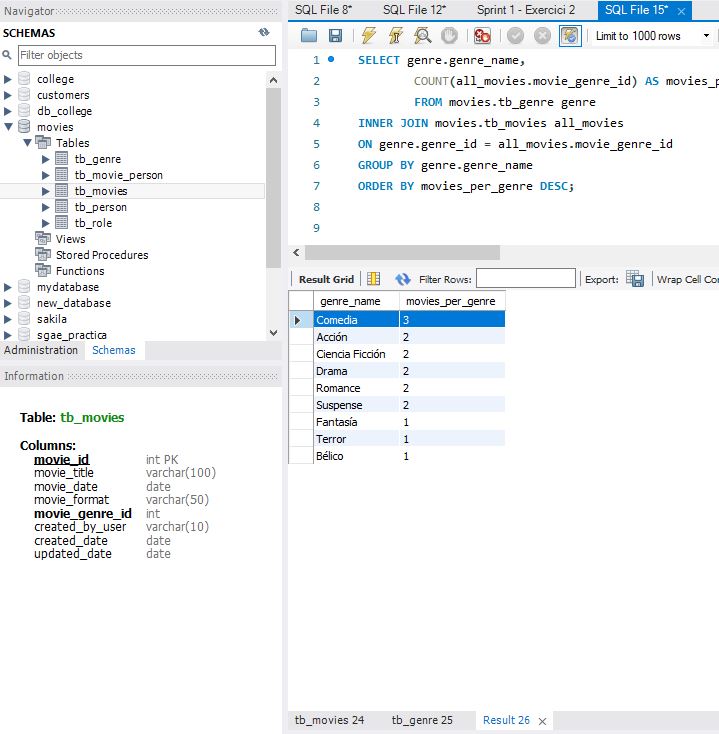 Navigator
SCHEMAS
Filter objects
college
customers
db_college
movies
Tables
tb_genre
tb_movie_person
tb_movies
tb_person
tb_role
Views
Stored Procedures
Functions
mydatabase
new_database
sakila
sgae_practica
Administration Schemas
Information
Table: tb_movies
Columns:
movie_id int PK
movie_title varchar(100)
movie_date date
movie_format varchar(50)
movie_genre_id int
created_by_user varchar(10)
created_date date
updated_date date
SQL File 8* SQL File 12* Sprint 1 - Exercici 2 SQL File 15*
Limit to 1000 rows
1 SELECT genre.genre_name,
2 COUNT(all_movies.movie_genre_id) AS movies_p
3 FROM movies.tb_genre genre
4 INNER JOIN movies.tb_movies all_movies
5 ON genre.genre_id = all_movies.movie_genre_id
6 GROUP BY genre.genre_name
7 ORDER BY movies_per_genre DESC;
8
9
Result Grid Filter Rows: Export: Wrap Cell Con
genre_name movies_per_genre
Comedia 3
Acción 2
Ciencia Ficción 2
Drama 2
Romance 2
Suspense 2
Fantasía 1
Terror 1
Bélico 1
tb_movies 24 tb_genre 25 Result 26